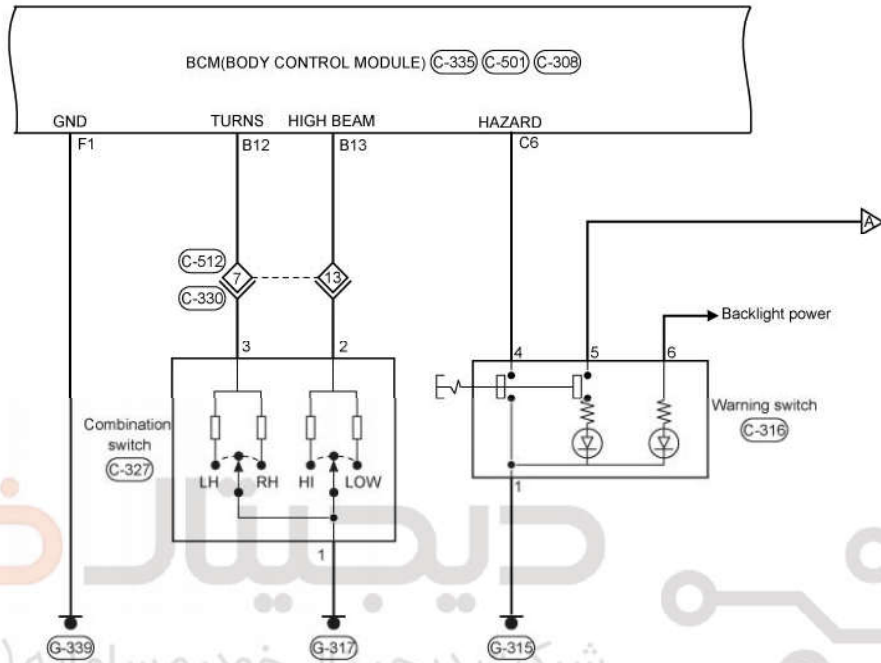 BCM(BODY CONTROL MODULE) C-335 C-501 C-308
GND TURNS HIGH BEAM HAZARD
F1 B12 B13 C6
A
C-512
7 13
C-330
Backlight power
3 2 4 5 6
Combination
switch
C-327
Warning switch
C-316
LH RH HI LOW
1 1
دیجیتال
G-339 G-317 G-315